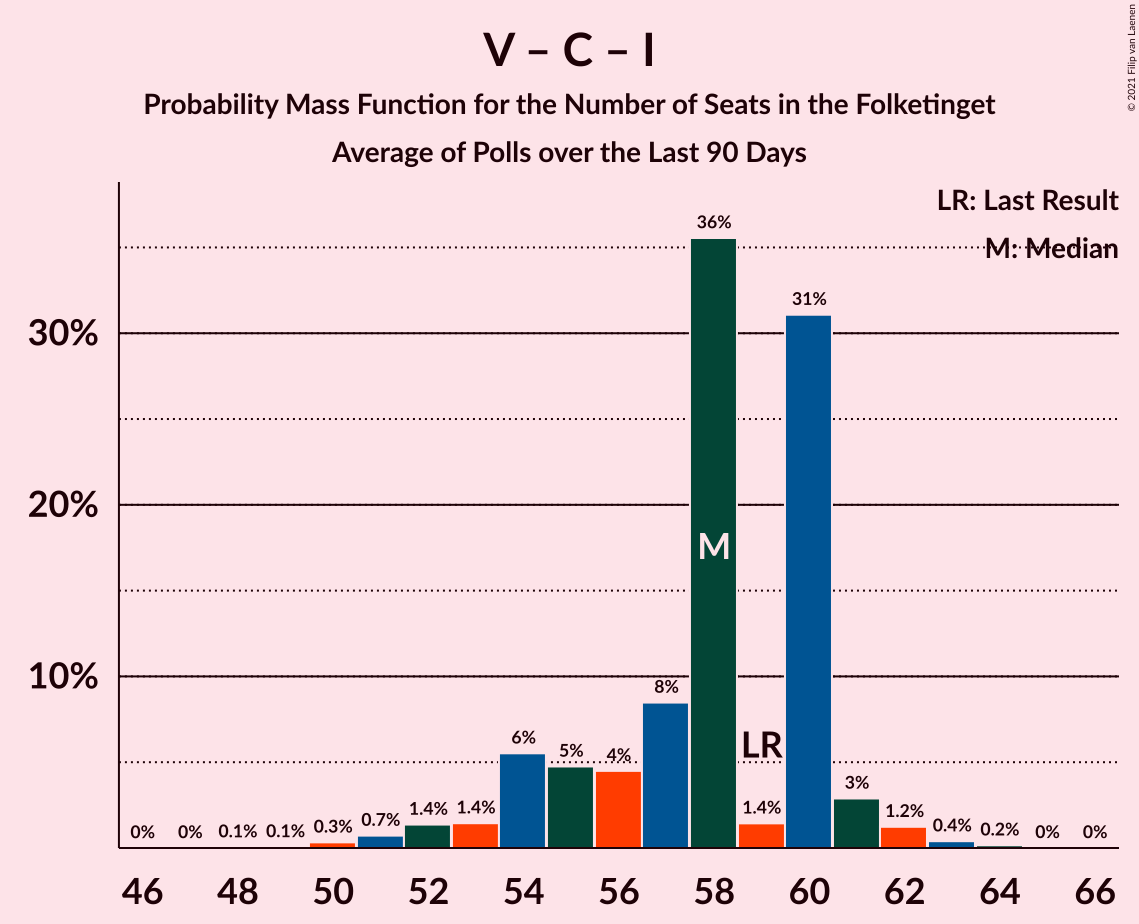 © 2021 Filip van Laenen
V – C – I
Probability Mass Function for the Number of Seats in the Folketinget
Average of Polls over the Last 90 Days
LR: Last Result
M: Median
30%
20%
10%
0%
0%
0.1%
0.1%
0.3%
0.7%
1.4%
1.4%
6%
5%
4%
8%
36%
M
LR
1.4%
31%
3%
1.2%
0.4%
0.2%
0%
0%
46 48 50 52 54 56 58 60 62 64 66